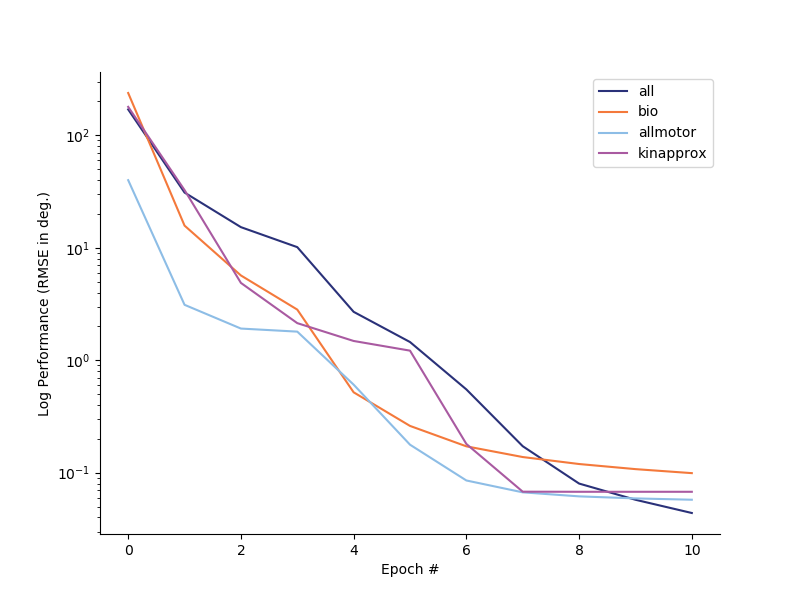 all
bio
allmotor
kinapprox
Log Performance (RMSE in deg.)
10²
10¹
10⁰
10⁻¹
0 2 4 6 8 10
Epoch #